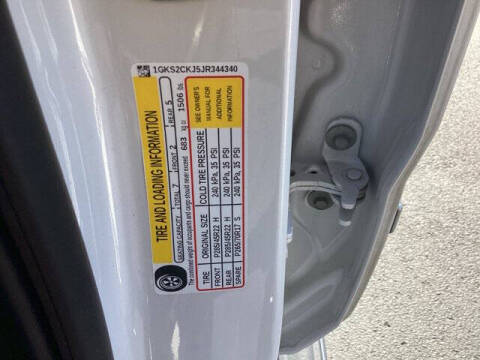 1GKS2CKJ5JR344340
TIRE AND LOADING INFORMATION
SEATING CAPACITY TOTAL 7 FRONT 2 REAR 5
The combined weight of occupants and cargo should never exceed 683 kg or 1506 lbs
TIRE ORIGINAL SIZE COLD TIRE PRESSURE
FRONT P285/45R22 H 240 kPa, 35 PSI
REAR P285/45R22 H 240 kPa, 35 PSI
SPARE P265/70R17 S 240 kPa, 35 PSI
SEE OWNER'S
MANUAL FOR
ADDITIONAL
INFORMATION